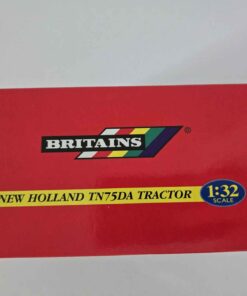 BRITAINS®
NEW HOLLAND TN75DA TRACTOR
1:32
SCALE